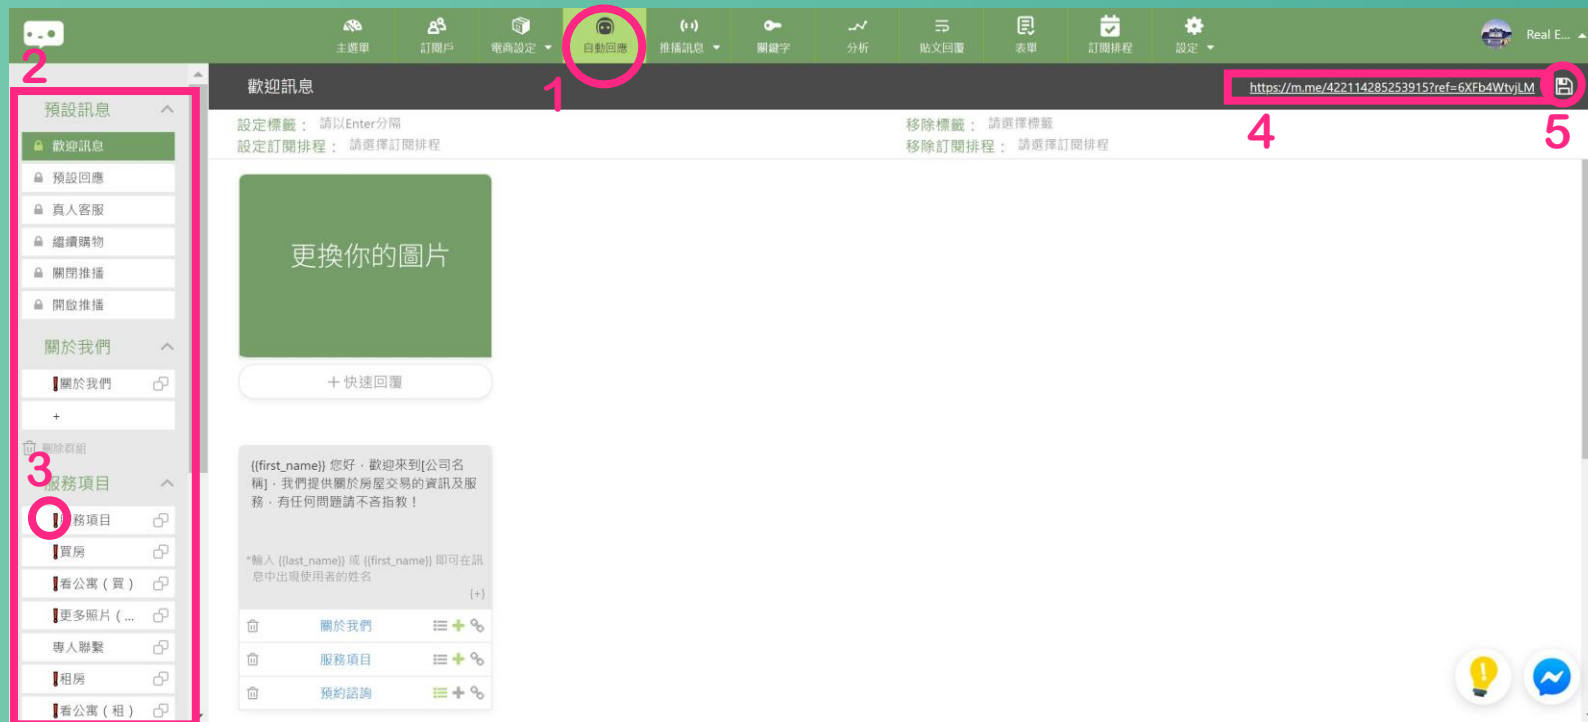 主選單
訂閱戶
電商設定
自動回應
推播訊息
關鍵字
分析
貼文回覆
表單
訂閱排程
設定
Real E...
1
2
預設訊息
歡迎訊息
預設回應
真人客服
繼續購物
關閉推播
開啟推播
關於我們
關於我們
+
刪除群組
3
服務項目
服務項目
買房
看公寓（買）
更多照片（...
專人聯繫
租房
看公寓（租）
歡迎訊息
https://m.me/422114285253915?ref=6XFb4WtvjLM
4
5
設定標籤： 請以Enter分隔
移除標籤： 請選擇標籤
設定訂閱排程： 請選擇訂閱排程
移除訂閱排程： 請選擇訂閱排程
更換你的圖片
+ 快速回覆
{{first_name}} 您好，歡迎來到[公司名
稱]，我們提供關於房屋交易的資訊及服
務，有任何問題請不吝指教！
*輸入 {{last_name}} 或 {{first_name}} 即可在訊
息中出現使用者的姓名
{+}
關於我們
服務項目
預約諮詢